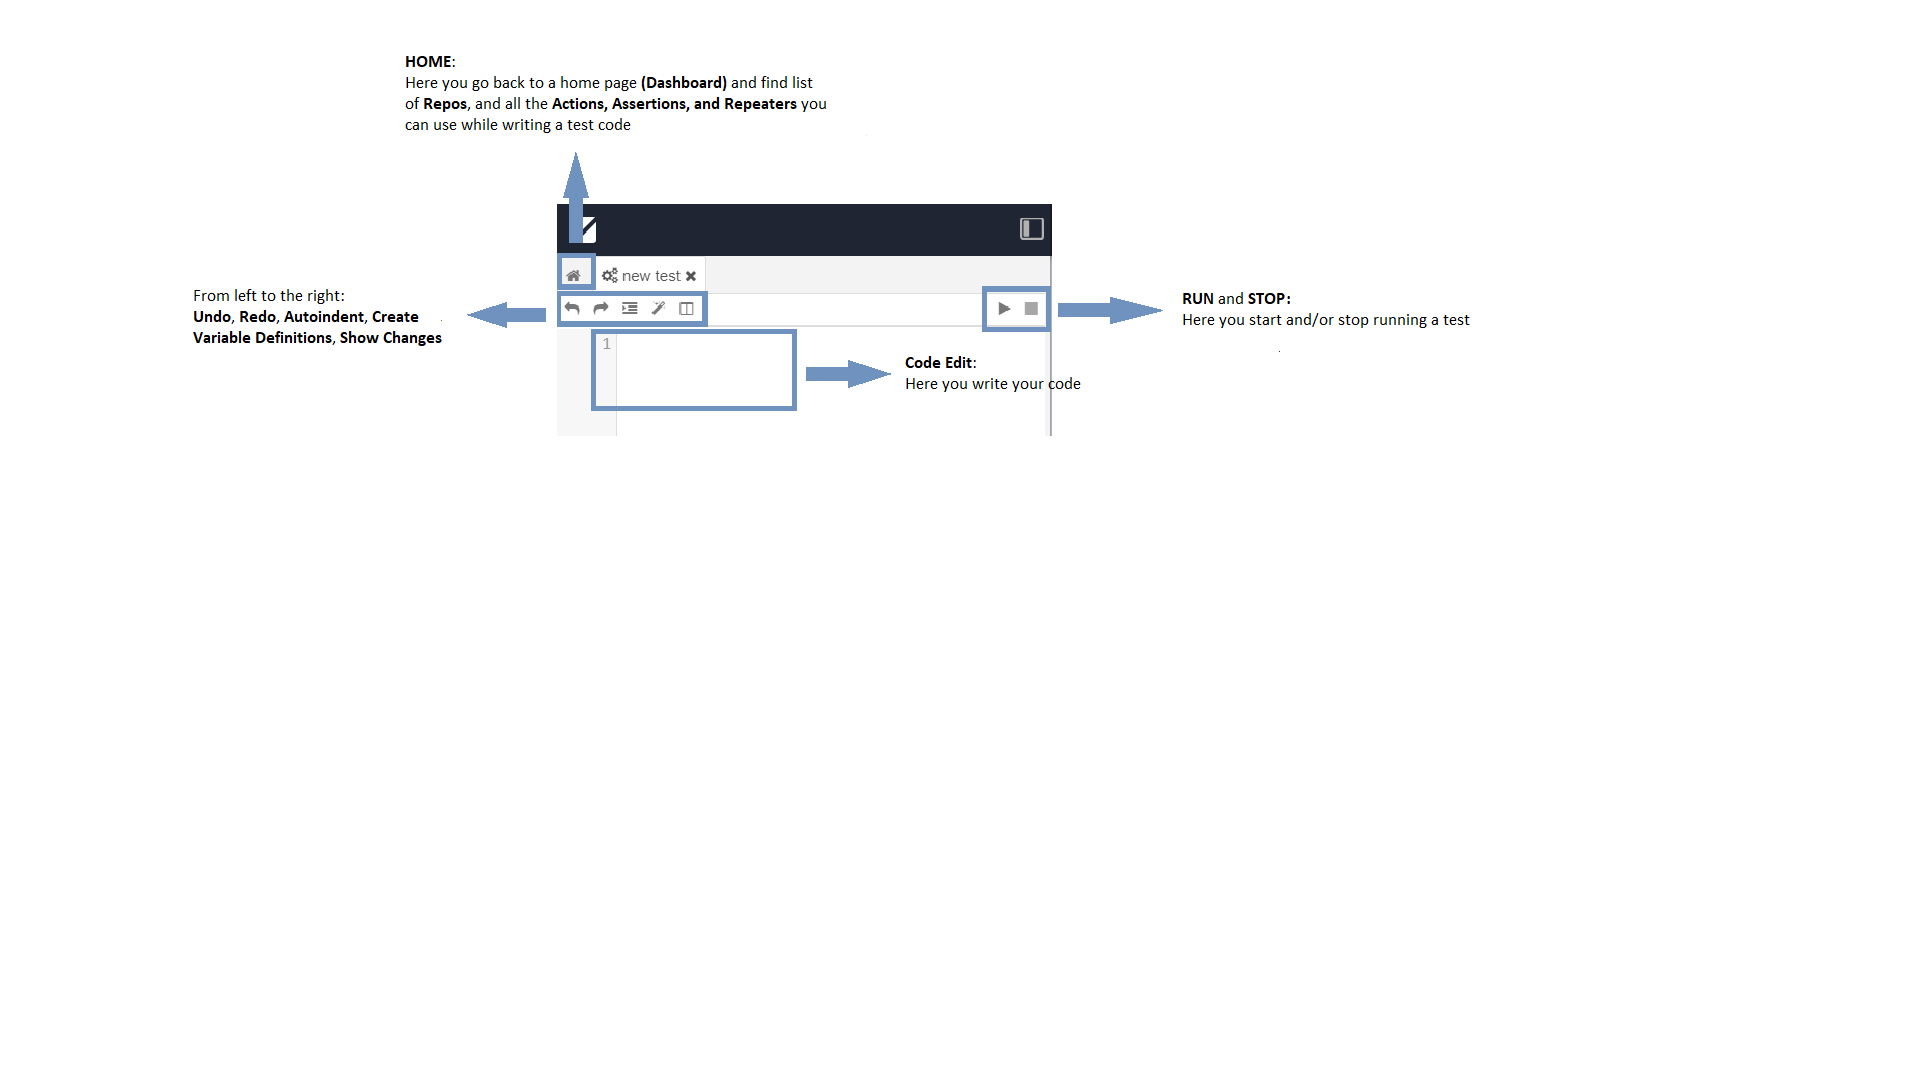 HOME:
Here you go back to a home page (Dashboard) and find list
of Repos, and all the Actions, Assertions, and Repeaters you
can use while writing a test code
new test
From left to the right:
Undo, Redo, Autoindent, Create
Variable Definitions, Show Changes
RUN and STOP:
Here you start and/or stop running a test
1
Code Edit:
Here you write your code